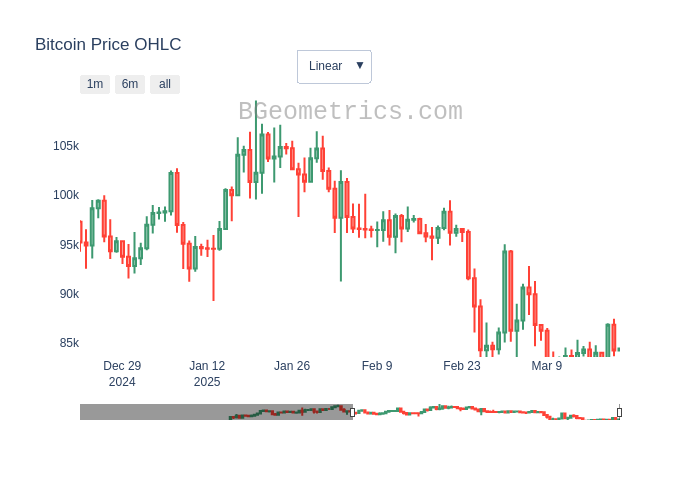 Bitcoin Price OHLC
Linear ▼
1m 6m all
BGeometrics.com
105k
100k
95k
90k
85k
Dec 29 Jan 12 Jan 26 Feb 9 Feb 23 Mar 9
2024 2025